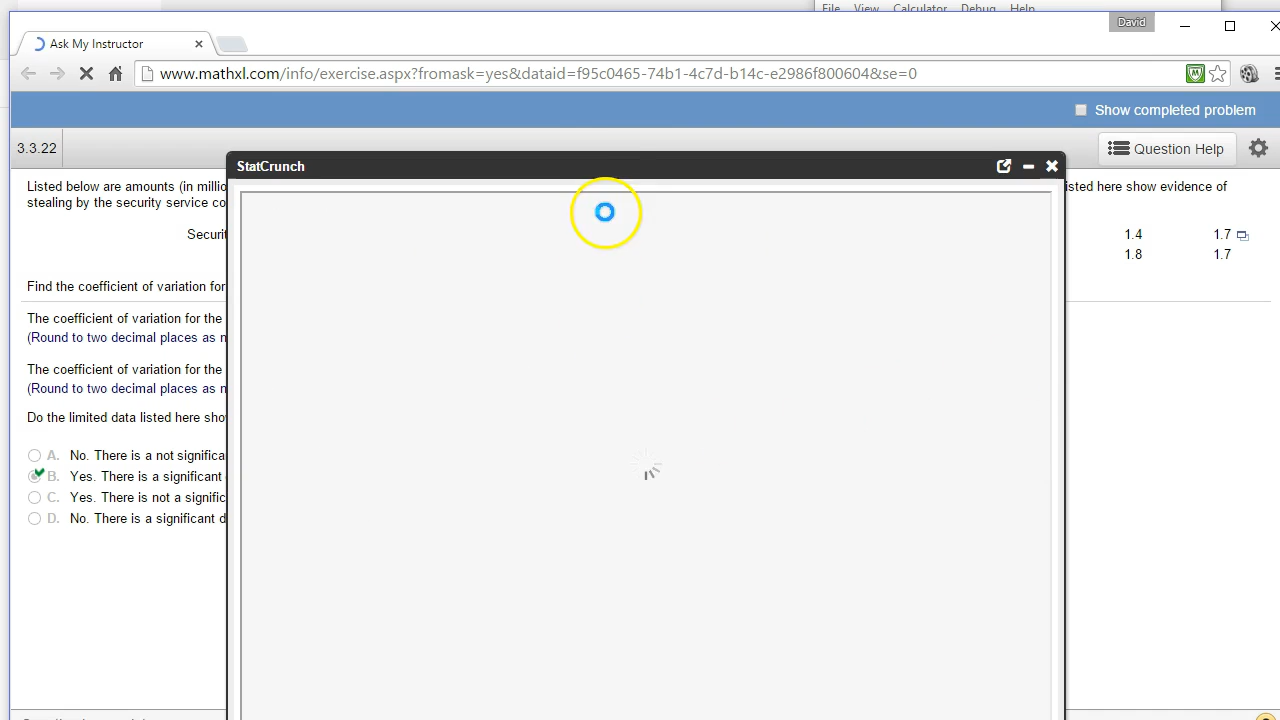 File View Calculator Debug Help
David
Ask My Instructor
www.mathxl.com/info/exercise.aspx?fromask=yes&dataid=f95c0465-74b1-4c7d-b14c-e2986f800604&se=0
Show completed problem
3.3.22
Question Help
StatCrunch
Listed below are amounts (in millio
isted here show evidence of
stealing by the security service co
Securit
1.4 1.7
1.8 1.7
Find the coefficient of variation for
The coefficient of variation for the
(Round to two decimal places as n
The coefficient of variation for the
(Round to two decimal places as n
Do the limited data listed here sho
A. No. There is a not significa
B. Yes. There is a significant
C. Yes. There is not a signific
D. No. There is a significant d